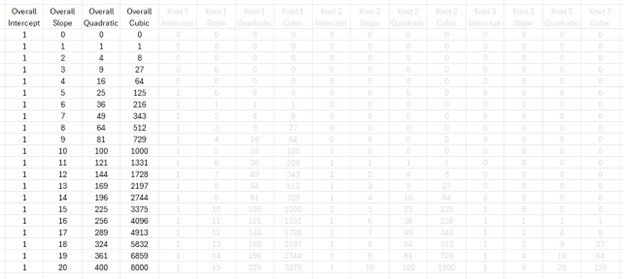 Overall Overall Overall Overall Knot 1 Knot 1 Knot 1 Knot 1 Knot 2 Knot 2 Knot 2 Knot 2 Knot 3 Knot 3 Knot 3 Knot 3
Intercept Slope Quadratic Cubic Intercept Slope Quadratic Cubic Intercept Slope Quadratic Cubic Intercept Slope Quadratic Cubic
1 0 0 0 0 0 0 0 0 0 0 0 0 0 0 0
1 1 1 1 0 0 0 0 0 0 0 0 0 0 0 0
1 2 4 8 0 0 0 0 0 0 0 0 0 0 0 0
1 3 9 27 0 0 0 0 0 0 0 0 0 0 0 0
1 4 16 64 0 0 0 0 0 0 0 0 0 0 0 0
1 5 25 125 1 0 0 0 0 0 0 0 0 0 0 0
1 6 36 216 1 1 1 1 0 0 0 0 0 0 0 0
1 7 49 343 1 2 4 8 0 0 0 0 0 0 0 0
1 8 64 512 1 3 9 27 0 0 0 0 0 0 0 0
1 9 81 729 1 4 16 64 0 0 0 0 0 0 0 0
1 10 100 1000 1 5 25 125 1 0 0 0 0 0 0 0
1 11 121 1331 1 6 36 216 1 1 1 1 0 0 0 0
1 12 144 1728 1 7 49 343 1 2 4 8 0 0 0 0
1 13 169 2197 1 8 64 512 1 3 9 27 0 0 0 0
1 14 196 2744 1 9 81 729 1 4 16 64 0 0 0 0
1 15 225 3375 1 10 100 1000 1 5 25 125 1 0 0 0
1 16 256 4096 1 11 121 1331 1 6 36 216 1 1 1 1
1 17 289 4913 1 12 144 1728 1 7 49 343 1 2 4 8
1 18 324 5832 1 13 169 2197 1 8 64 512 1 3 9 27
1 19 361 6859 1 14 196 2744 1 9 81 729 1 4 16 64
1 20 400 8000 1 15 225 3375 1 10 100 1000 1 5 25 125